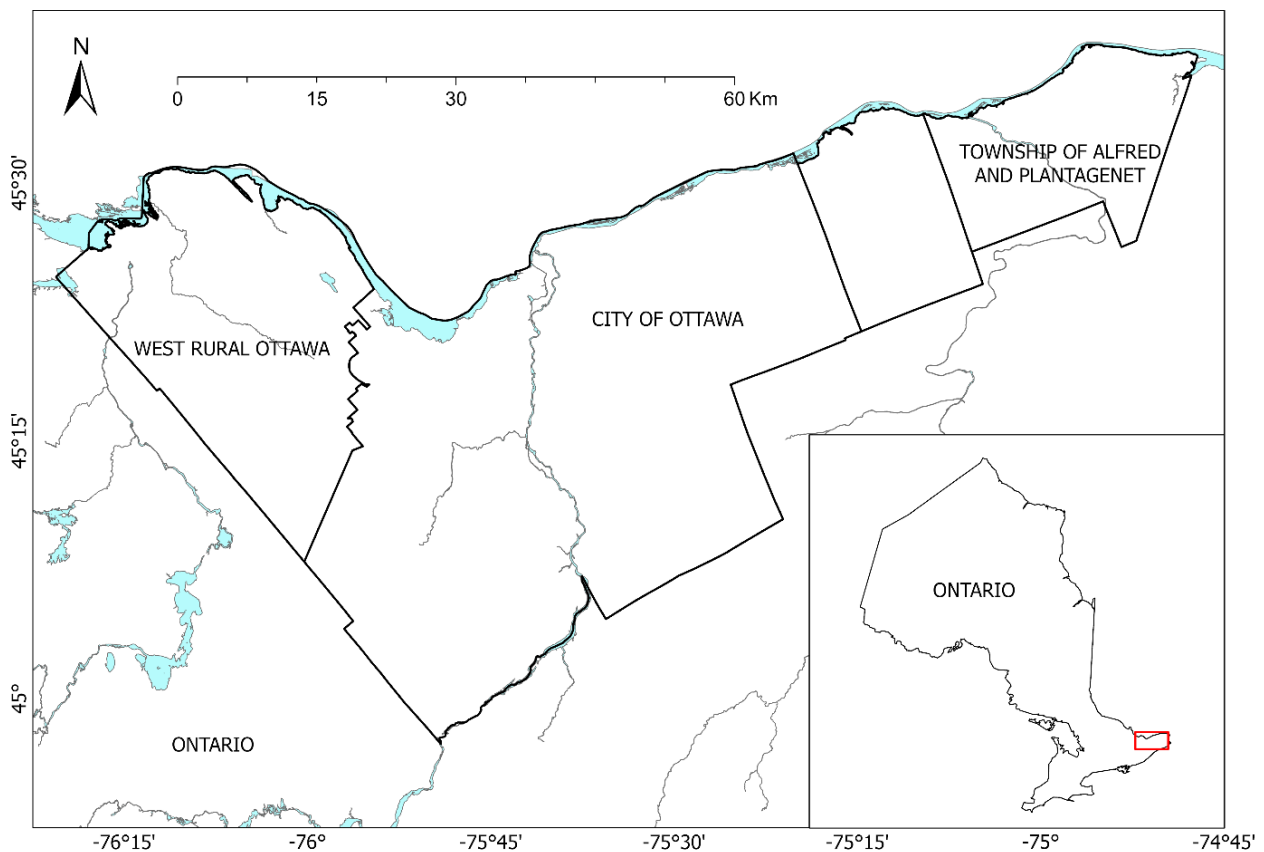 N
0 15 30 60 Km
TOWNSHIP OF ALFRED
AND PLANTAGENET
45°30'
CITY OF OTTAWA
WEST RURAL OTTAWA
45°15'
ONTARIO
45°
ONTARIO
-76°15' -76° -75°45' -75°30' -75°15' -75° -74°45'